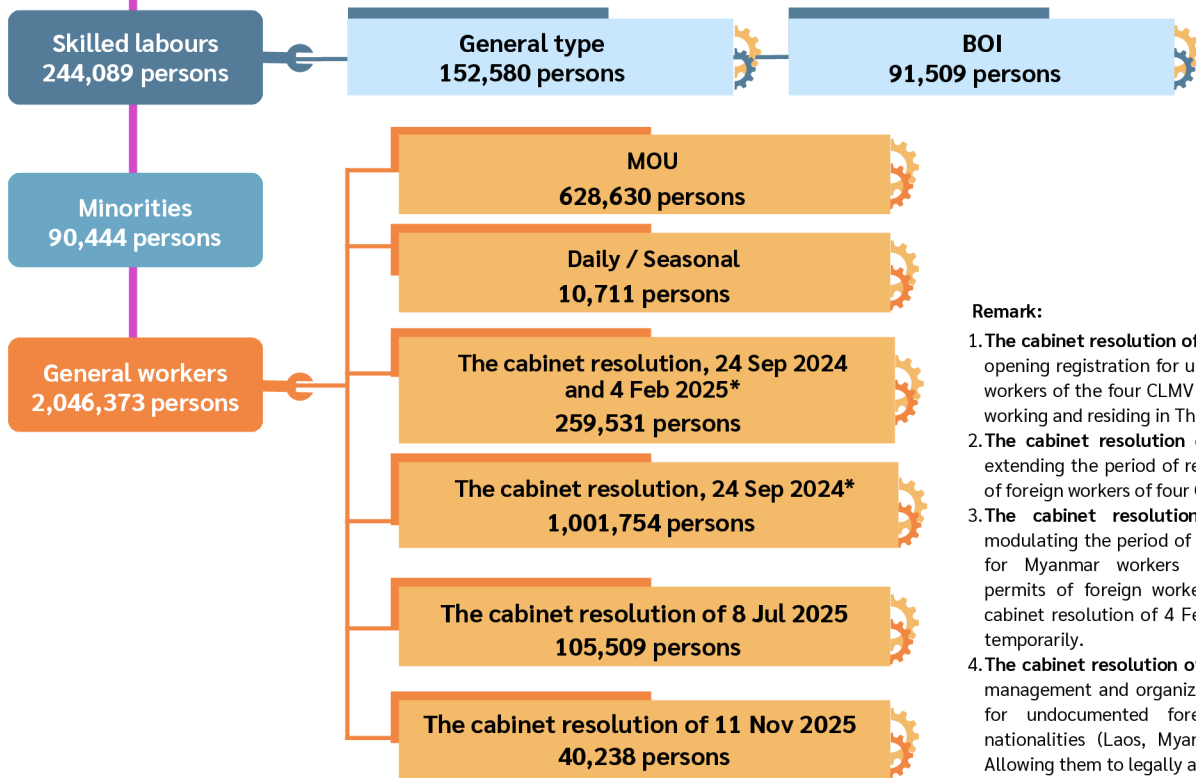 Skilled labours
244,089 persons
General type
152,580 persons
BOI
91,509 persons
Minorities
90,444 persons
General workers
2,046,373 persons
MOU
628,630 persons
Daily / Seasonal
10,711 persons
The cabinet resolution, 24 Sep 2024
and 4 Feb 2025*
259,531 persons
The cabinet resolution, 24 Sep 2024*
1,001,754 persons
The cabinet resolution of 8 Jul 2025
105,509 persons
The cabinet resolution of 11 Nov 2025
40,238 persons
Remark:
1. The cabinet resolution of
opening registration for u
workers of the four CLMV
working and residing in Th
2. The cabinet resolution
extending the period of re
of foreign workers of four
3. The cabinet resolution
modulating the period of
for Myanmar workers
permits of foreign worke
cabinet resolution of 4 Fe
temporarily.
4. The cabinet resolution of
management and organiz
for undocumented fore
nationalities (Laos, Myan
Allowing them to legally a